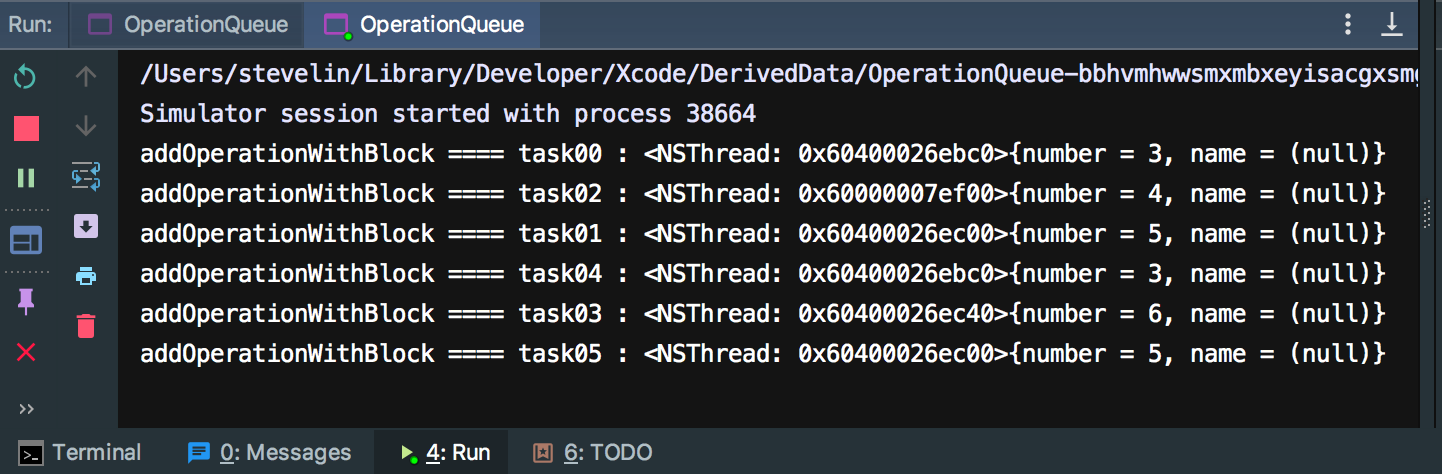 Run: OperationQueue OperationQueue
/Users/stevelin/Library/Developer/Xcode/DerivedData/OperationQueue-bbhvmhwwsmxmbxeyisacgxsmg
Simulator session started with process 38664
addOperationWithBlock ==== task00 : <NSThread: 0x60400026ebc0>{number = 3, name = (null)}
addOperationWithBlock ==== task02 : <NSThread: 0x60000007ef00>{number = 4, name = (null)}
addOperationWithBlock ==== task01 : <NSThread: 0x60400026ec00>{number = 5, name = (null)}
addOperationWithBlock ==== task04 : <NSThread: 0x60400026ebc0>{number = 3, name = (null)}
addOperationWithBlock ==== task03 : <NSThread: 0x60400026ec40>{number = 6, name = (null)}
addOperationWithBlock ==== task05 : <NSThread: 0x60400026ec00>{number = 5, name = (null)}
Terminal 0: Messages 4: Run 6: TODO